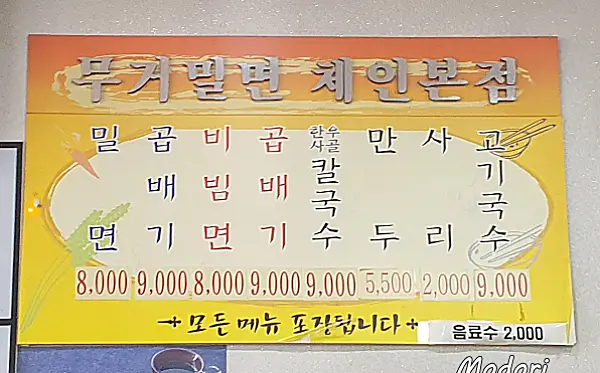 무거밀면 체인본점
밀면
곱배기
비빔면
곱배기
한우사골칼국수
만두
사리
고기국수
8.000 9,000 8.000 9,000 9,000 5,500 2,000 9,000
모든 메뉴 포장됩니다
음료수 2,000
Modori